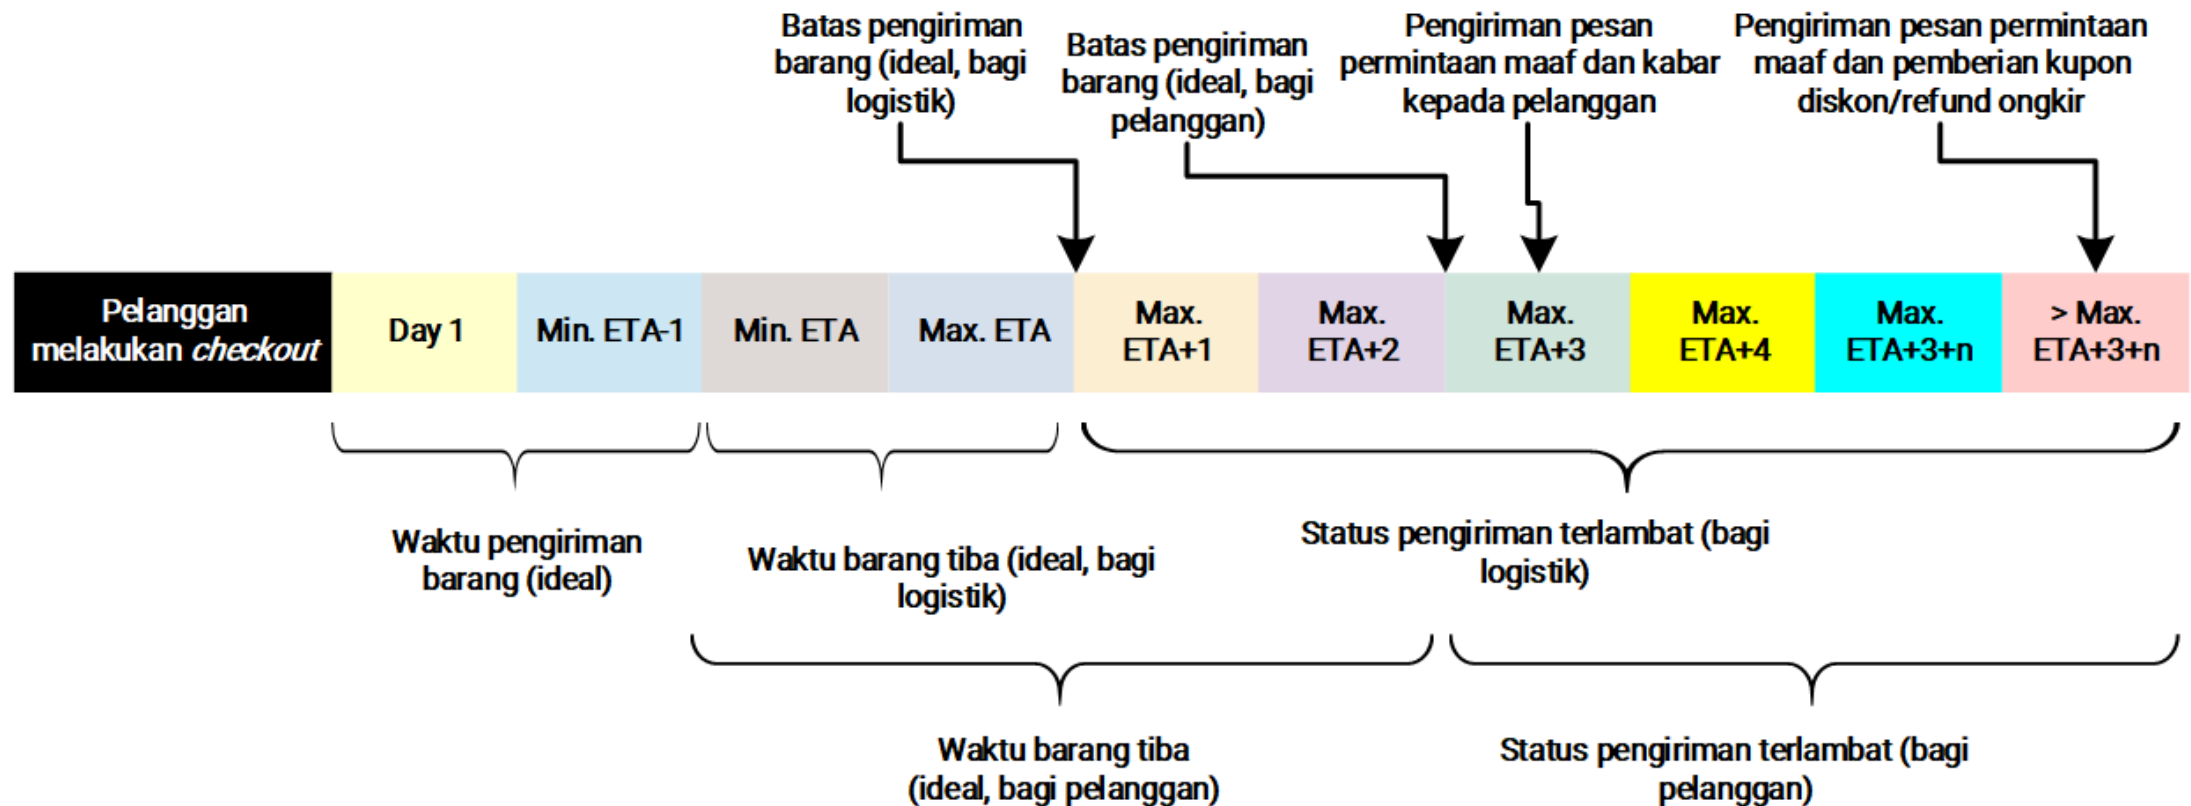 Batas pengiriman
barang (ideal, bagi
logistik)
Batas pengiriman
barang (ideal, bagi
pelanggan)
Pengiriman pesan
permintaan maaf dan kabar
kepada pelanggan
Pengiriman pesan permintaan
maaf dan pemberian kupon
diskon/refund ongkir
Pelanggan
melakukan checkout
Day 1
Min. ETA-1
Min. ETA
Max. ETA
Max.
ETA+1
Max.
ETA+2
Max.
ETA+3
Max.
ETA+4
Max.
ETA+3+n
> Max.
ETA+3+n
Waktu pengiriman
barang (ideal)
Waktu barang tiba (ideal, bagi
logistik)
Status pengiriman terlambat (bagi
logistik)
Waktu barang tiba
(ideal, bagi pelanggan)
Status pengiriman terlambat (bagi
pelanggan)